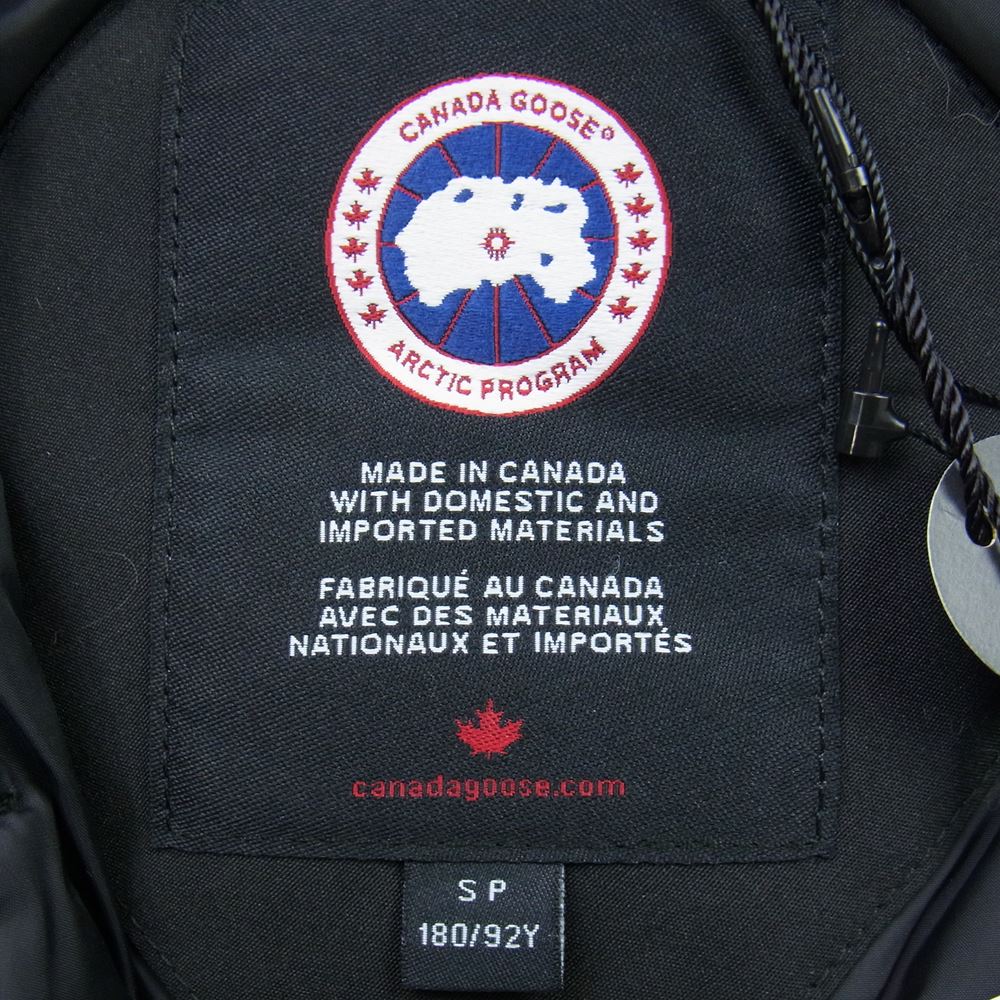 CANADA GOOSE®
ARCTIC PROGRAM
MADE IN CANADA
WITH DOMESTIC AND
IMPORTED MATERIALS
FABRIQUÉ AU CANADA
AVEC DES MATERIAUX
NATIONAUX ET IMPORTÉS
canadagoose.com
S P
180/92Y